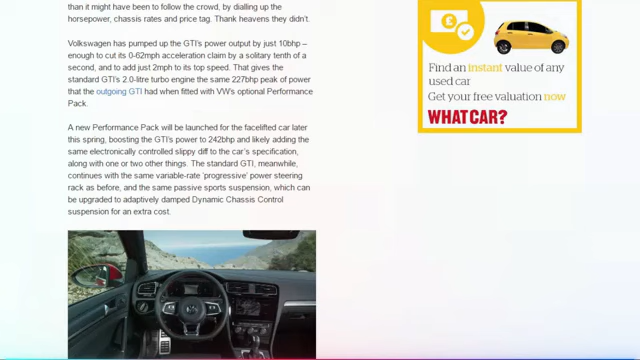 than it might have been to follow the crowd, by dialling up the
horsepower, chassis rates and price tag. Thank heavens they didn't.
Volkswagen has pumped up the GTI's power output by just 10bhp –
enough to cut its 0-62mph acceleration claim by a solitary tenth of a
second, and to add just 2mph to its top speed. That gives the
standard GTI's 2.0-litre turbo engine the same 227bhp peak of power
that the outgoing GTI had when fitted with VW's optional Performance
Pack.
A new Performance Pack will be launched for the facelifted car later
this spring, boosting the GTI's power to 242bhp and likely adding the
same electronically controlled slippy diff to the car's specification,
along with one or two other things. The standard GTI, meanwhile,
continues with the same variable-rate 'progressive' power steering
rack as before, and the same passive sports suspension, which can
be upgraded to adaptively damped Dynamic Chassis Control
suspension for an extra cost.
£
Find an instant value of any
used car
Get your free valuation now
WHATCAR?